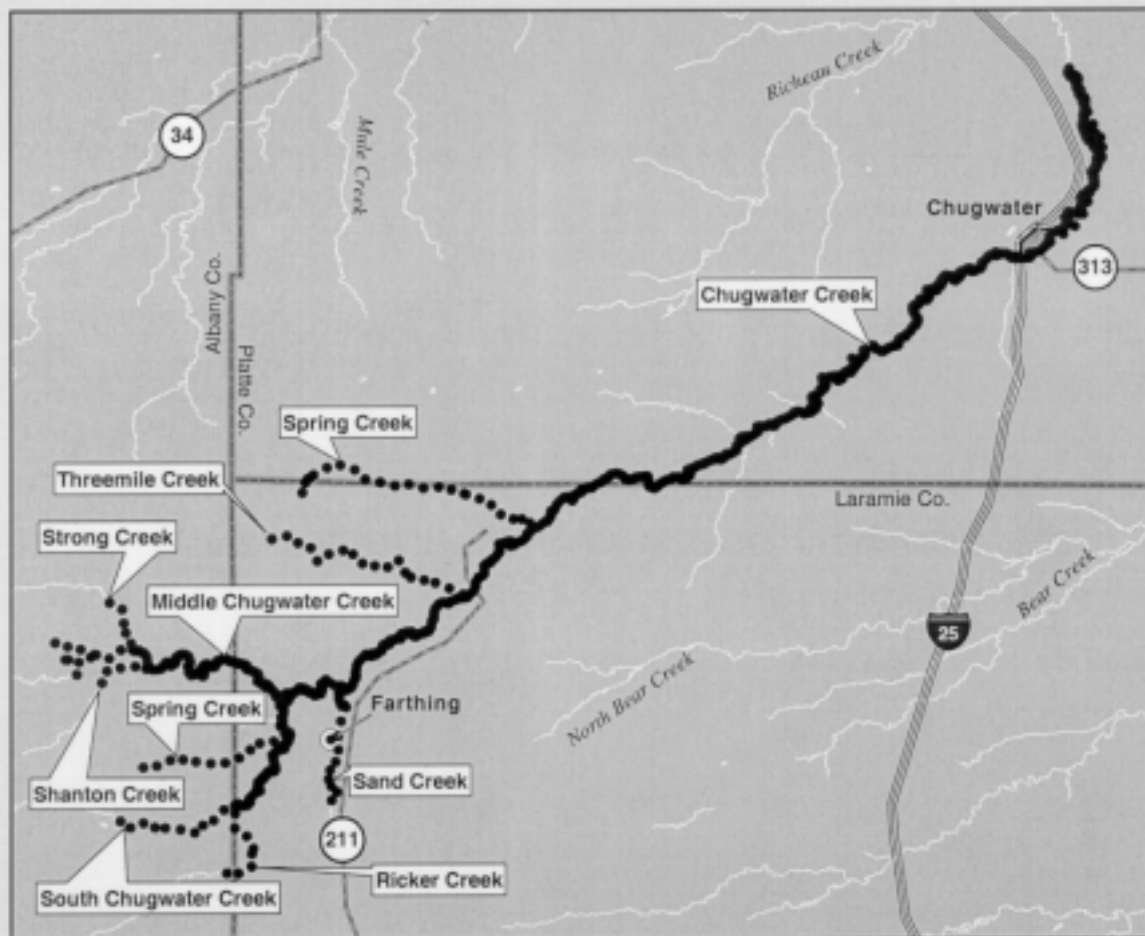 Richeau Creek
34
Mule Creek
Chugwater
313
Albany Co.
Platte Co.
Chugwater Creek
Spring Creek
Threemile Creek
Laramie Co.
Strong Creek
Bear Creek
Middle Chugwater Creek
25
North Bear Creek
Spring Creek
Farthing
Shanton Creek
Sand Creek
211
South Chugwater Creek
Ricker Creek